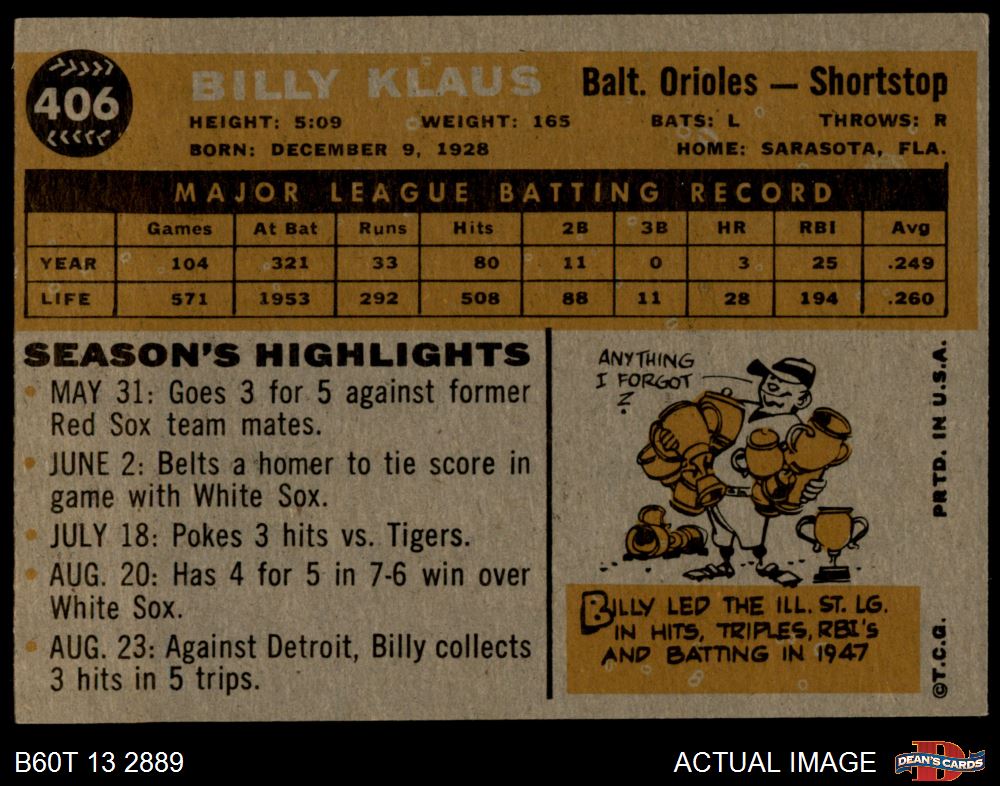 406
BILLY KLAUS Balt. Orioles — Shortstop
HEIGHT: 5:09 WEIGHT: 165 BATS: L THROWS: R
BORN: DECEMBER 9, 1928 HOME: SARASOTA, FLA.
MAJOR LEAGUE BATTING RECORD
Games At Bat Runs Hits 2B 3B HR RBI Avg
YEAR 104 321 33 80 11 0 3 25 .249
LIFE 571 1953 292 508 88 11 28 194 .260
SEASON'S HIGHLIGHTS
• MAY 31: Goes 3 for 5 against former
Red Sox team mates.
• JUNE 2: Belts a homer to tie score in
game with White Sox.
• JULY 18: Pokes 3 hits vs. Tigers.
• AUG. 20: Has 4 for 5 in 7-6 win over
White Sox.
• AUG. 23: Against Detroit, Billy collects
3 hits in 5 trips.
ANYTHING
I FORGOT
?
BILLY LED THE ILL. ST. LG.
IN HITS, TRIPLES, RBI'S
AND BATTING IN 1947
©T.C.G. PRTD. IN U.S.A.
B60T 13 2889 ACTUAL IMAGE
D
DEAN'S CARDS